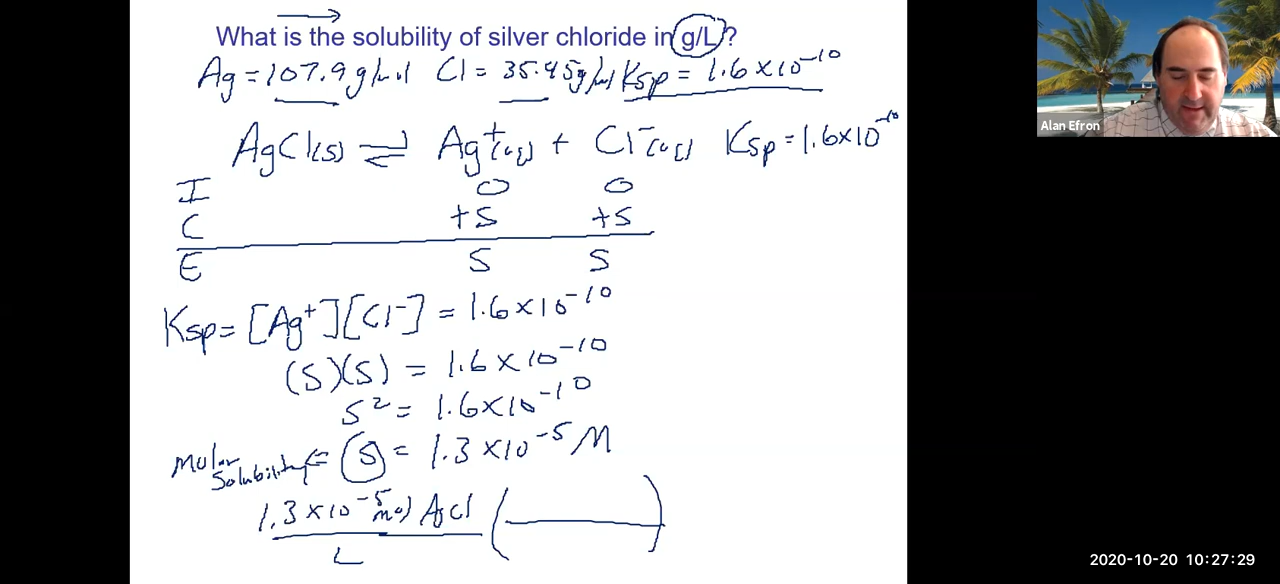 What is the solubility of silver chloride in g/L ?
Ag = 107.9 g/mol Cl = 35.45 g/mol Ksp = 1.6 × 10⁻¹⁰
AgCl(s) ⇌ Ag⁺(aq) + Cl⁻(aq) Ksp = 1.6×10⁻¹⁰
I 0 0
C +S +S
E S S
Ksp = [Ag⁺][Cl⁻] = 1.6 × 10⁻¹⁰
(S)(S) = 1.6 × 10⁻¹⁰
S² = 1.6×10⁻¹⁰
Molar Solubility ⇐ S = 1.3 ×10⁻⁵ M
1.3 × 10⁻⁵ mol AgCl ( )
L
Alan Efron
2020-10-20 10:27:29